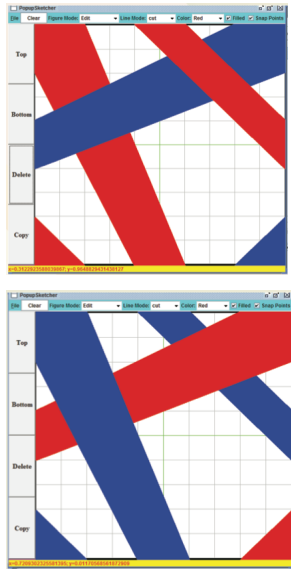 PopupSketcher
File Clear Figure Mode: Edit Line Mode: cut Color: Red Filled Snap Points
Top
Bottom
Delete
Copy
PopupSketcher
File Clear Figure Mode: Edit Line Mode: cut Color: Red Filled Snap Points
Top
Bottom
Delete
Copy